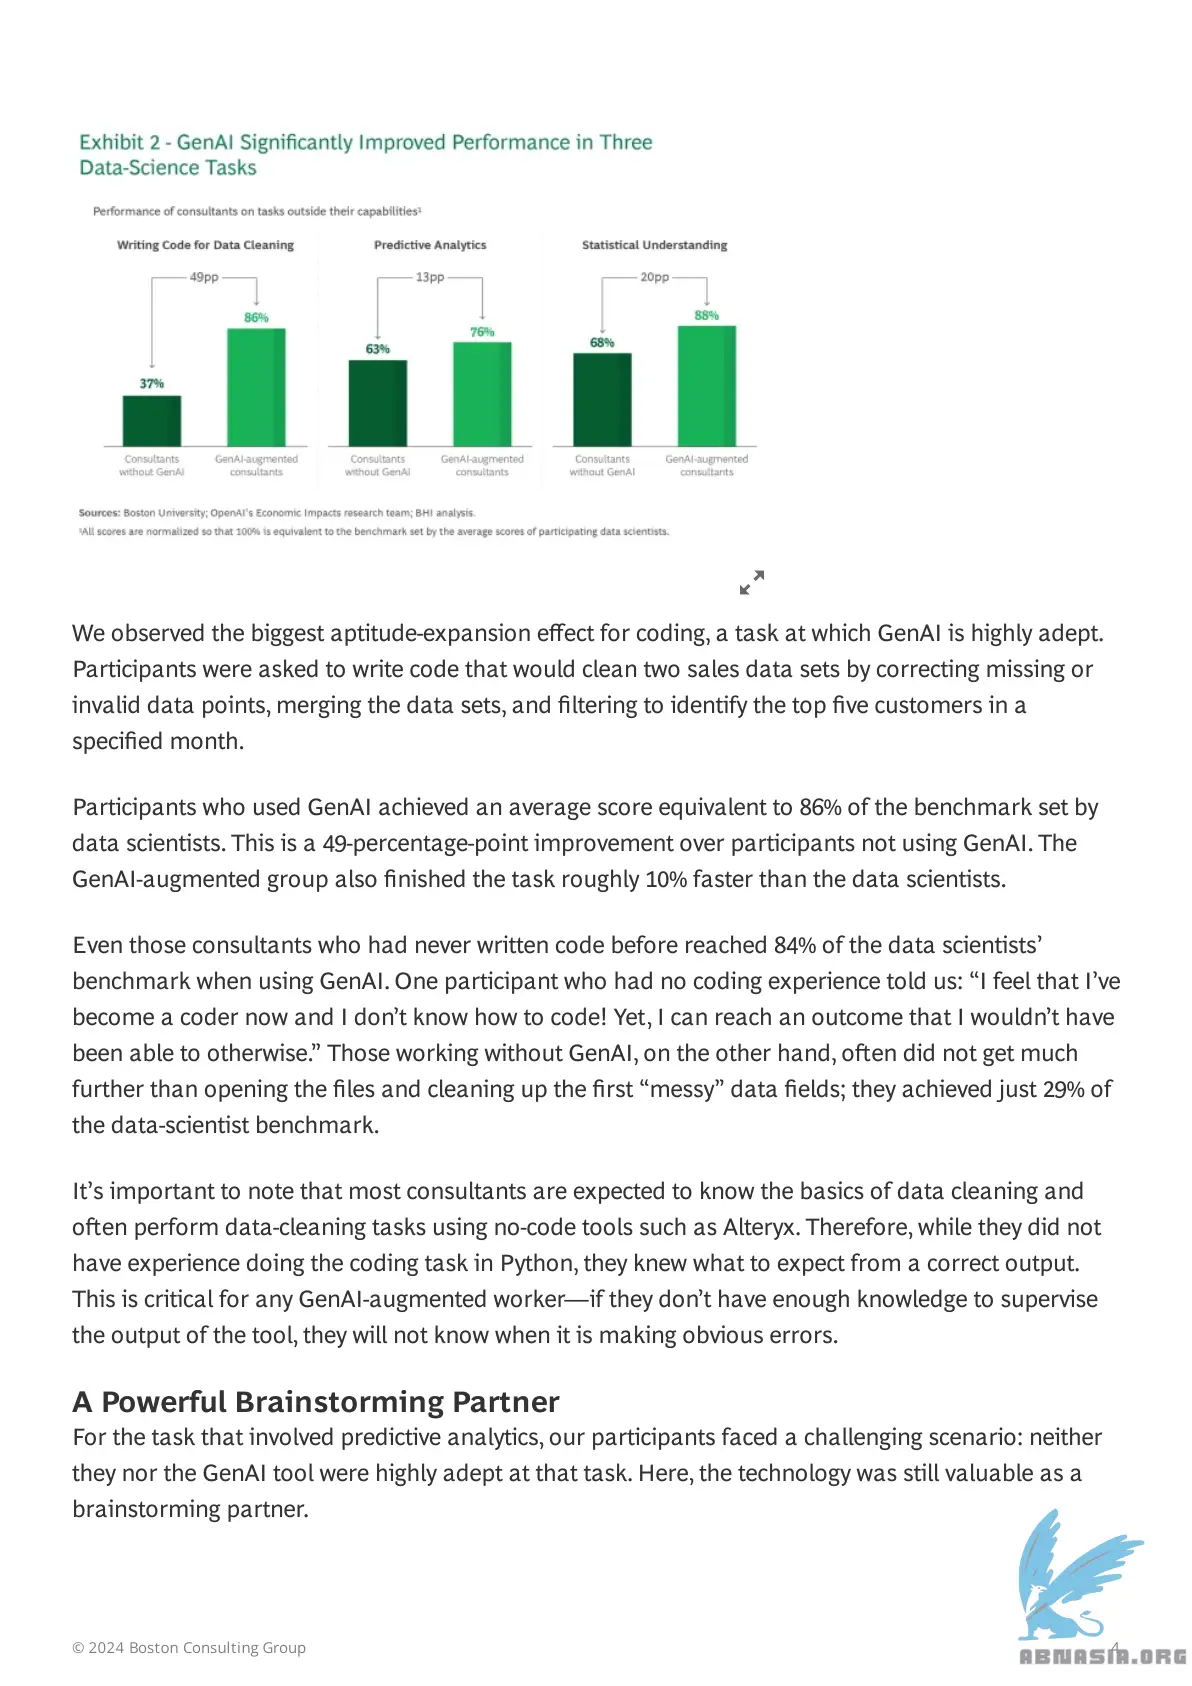 Exhibit 2 - GenAI Significantly Improved Performance in Three
Data-Science Tasks
Performance of consultants on tasks outside their capabilities¹
Writing Code for Data Cleaning
49pp
37%
86%
Consultants
without GenAI
GenAI-augmented
consultants
Predictive Analytics
13pp
63%
76%
Consultants
without GenAI
GenAI-augmented
consultants
Statistical Understanding
20pp
68%
88%
Consultants
without GenAI
GenAI-augmented
consultants
Sources: Boston University; OpenAI's Economic Impacts research team; BHI analysis.
¹All scores are normalized so that 100% is equivalent to the benchmark set by the average scores of participating data scientists.
We observed the biggest aptitude-expansion effect for coding, a task at which GenAI is highly adept.
Participants were asked to write code that would clean two sales data sets by correcting missing or
invalid data points, merging the data sets, and filtering to identify the top five customers in a
specified month.
Participants who used GenAI achieved an average score equivalent to 86% of the benchmark set by
data scientists. This is a 49-percentage-point improvement over participants not using GenAI. The
GenAI-augmented group also finished the task roughly 10% faster than the data scientists.
Even those consultants who had never written code before reached 84% of the data scientists’
benchmark when using GenAI. One participant who had no coding experience told us: “I feel that I’ve
become a coder now and I don’t know how to code! Yet, I can reach an outcome that I wouldn’t have
been able to otherwise.” Those working without GenAI, on the other hand, often did not get much
further than opening the files and cleaning up the first “messy” data fields; they achieved just 29% of
the data-scientist benchmark.
It’s important to note that most consultants are expected to know the basics of data cleaning and
often perform data-cleaning tasks using no-code tools such as Alteryx. Therefore, while they did not
have experience doing the coding task in Python, they knew what to expect from a correct output.
This is critical for any GenAI-augmented worker—if they don’t have enough knowledge to supervise
the output of the tool, they will not know when it is making obvious errors.
A Powerful Brainstorming Partner
For the task that involved predictive analytics, our participants faced a challenging scenario: neither
they nor the GenAI tool were highly adept at that task. Here, the technology was still valuable as a
brainstorming partner.
© 2024 Boston Consulting Group
4
ABNASIA.ORG